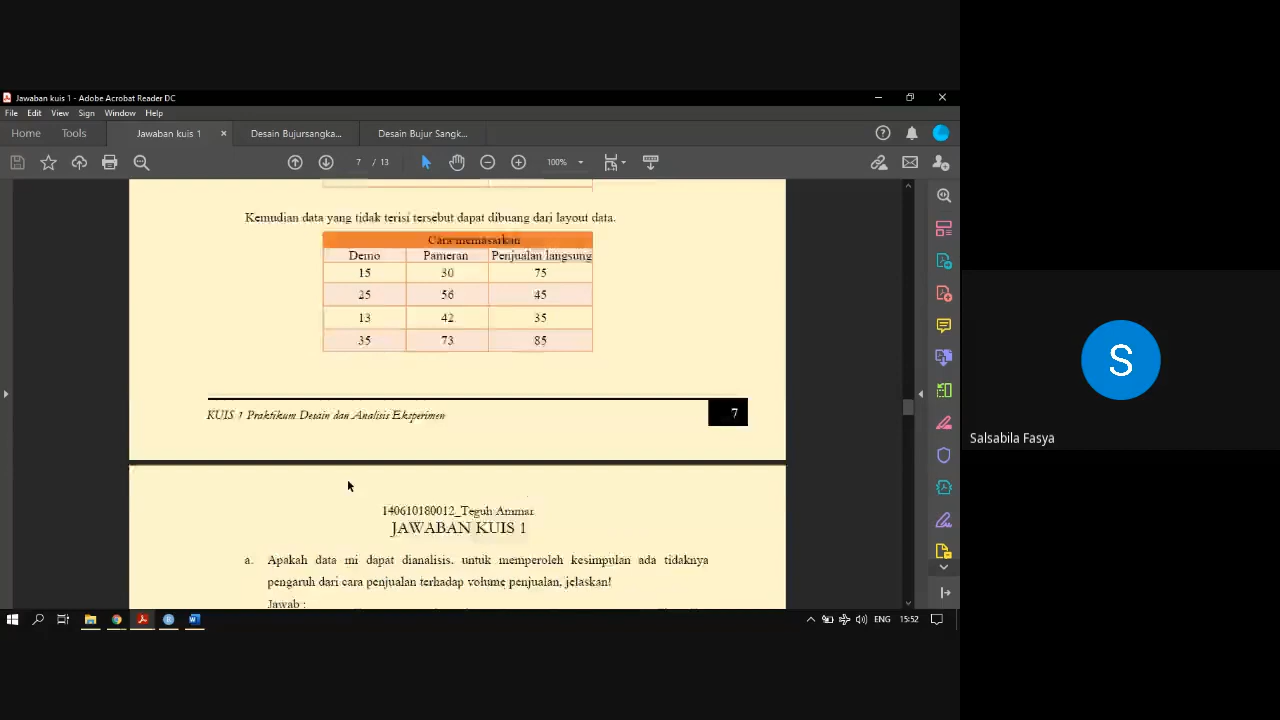 Jawaban kuis 1 - Adobe Acrobat Reader DC
File Edit View Sign Window Help
Home Tools Jawaban kuis 1 × Desain Bujursangka... Desain Bujur Sangk...
7 / 13 100%
Kemudian data yang tidak terisi tersebut dapat dibuang dari layout data.
Cara memasarkan
Demo Pameran Penjualan langsung
15 30 75
25 56 45
13 42 35
35 73 85
KUIS 1 Praktikum Desain dan Analisis Eksperimen 7
140610180012_Teguh Ammar
JAWABAN KUIS 1
a. Apakah data ini dapat dianalisis. untuk memperoleh kesimpulan ada tidaknya
pengaruh dari cara penjualan terhadap volume penjualan, jelaskan!
Jawab :
ENG 15:52
S
Salsabila Fasya